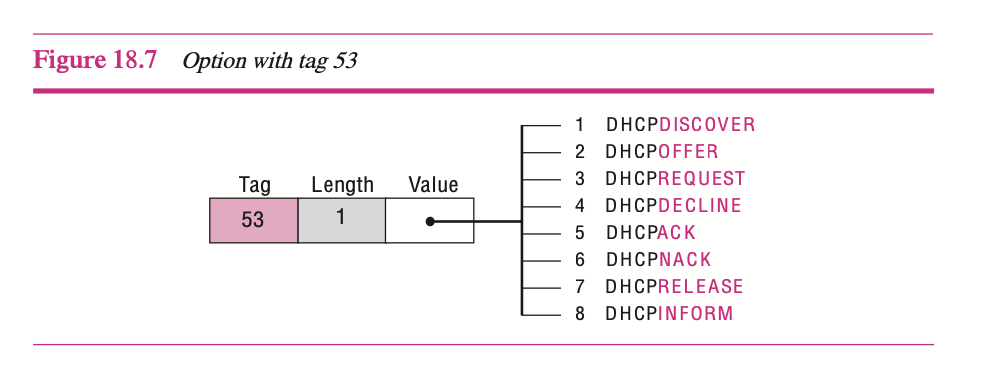 Figure 18.7 Option with tag 53
Tag Length Value
53 1
1 DHCPDISCOVER
2 DHCPOFFER
3 DHCPREQUEST
4 DHCPDECLINE
5 DHCPACK
6 DHCPNACK
7 DHCPRELEASE
8 DHCPINFORM